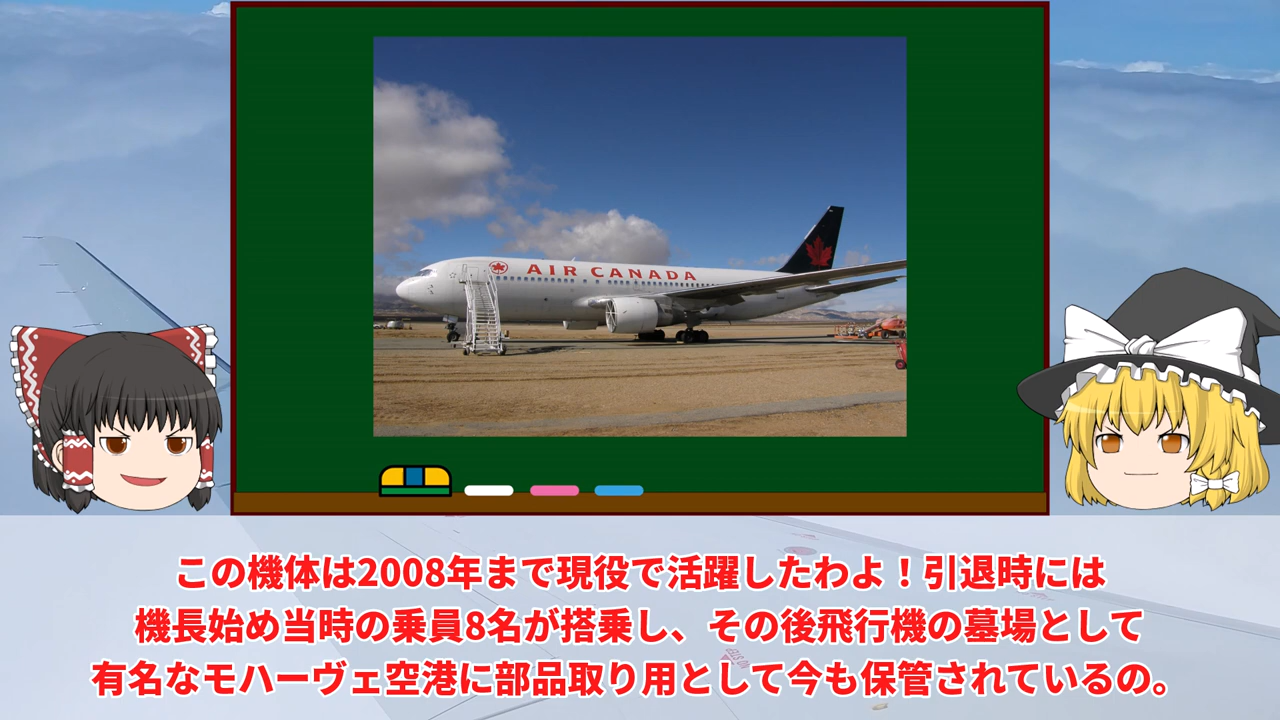 AIR CANADA
この機体は2008年まで現役で活躍したわよ！引退時には
機長始め当時の乗員8名が搭乗し、その後飛行機の墓場として
有名なモハーヴェ空港に部品取り用として今も保管されているの。